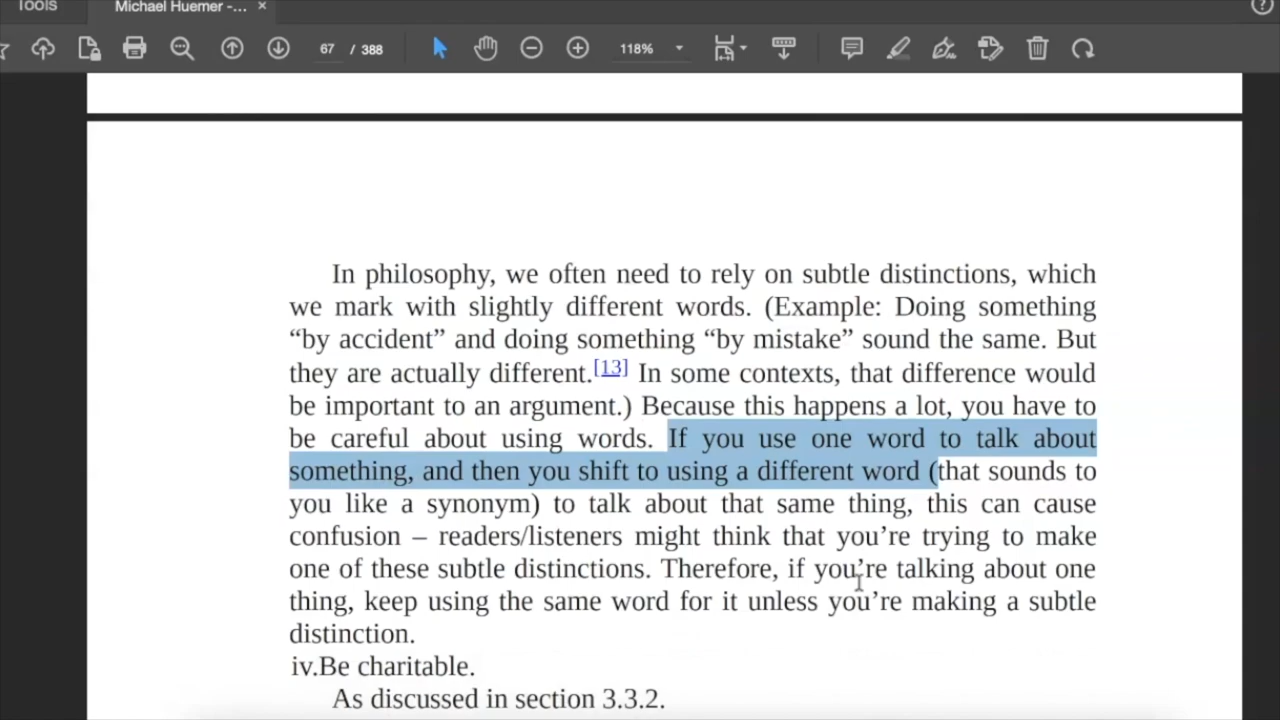 Tools
Michael Huemer -... ×
67 / 388
118%
In philosophy, we often need to rely on subtle distinctions, which
we mark with slightly different words. (Example: Doing something
“by accident” and doing something “by mistake” sound the same. But
they are actually different.[13] In some contexts, that difference would
be important to an argument.) Because this happens a lot, you have to
be careful about using words. If you use one word to talk about
something, and then you shift to using a different word (that sounds to
you like a synonym) to talk about that same thing, this can cause
confusion – readers/listeners might think that you’re trying to make
one of these subtle distinctions. Therefore, if you’re talking about one
thing, keep using the same word for it unless you’re making a subtle
distinction.
iv.Be charitable.
As discussed in section 3.3.2.